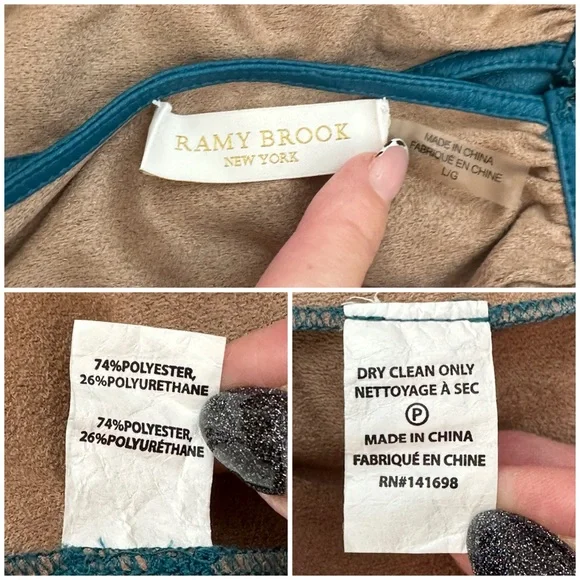 RAMY BROOK
NEW YORK
MADE IN CHINA
FABRIQUE EN CHINE
L/G
74%POLYESTER,
26%POLYURETHANE
74%POLYESTER,
26%POLYURÉTHANE
DRY CLEAN ONLY
NETTOYAGE À SEC
P
MADE IN CHINA
FABRIQUÉ EN CHINE
RN#141698